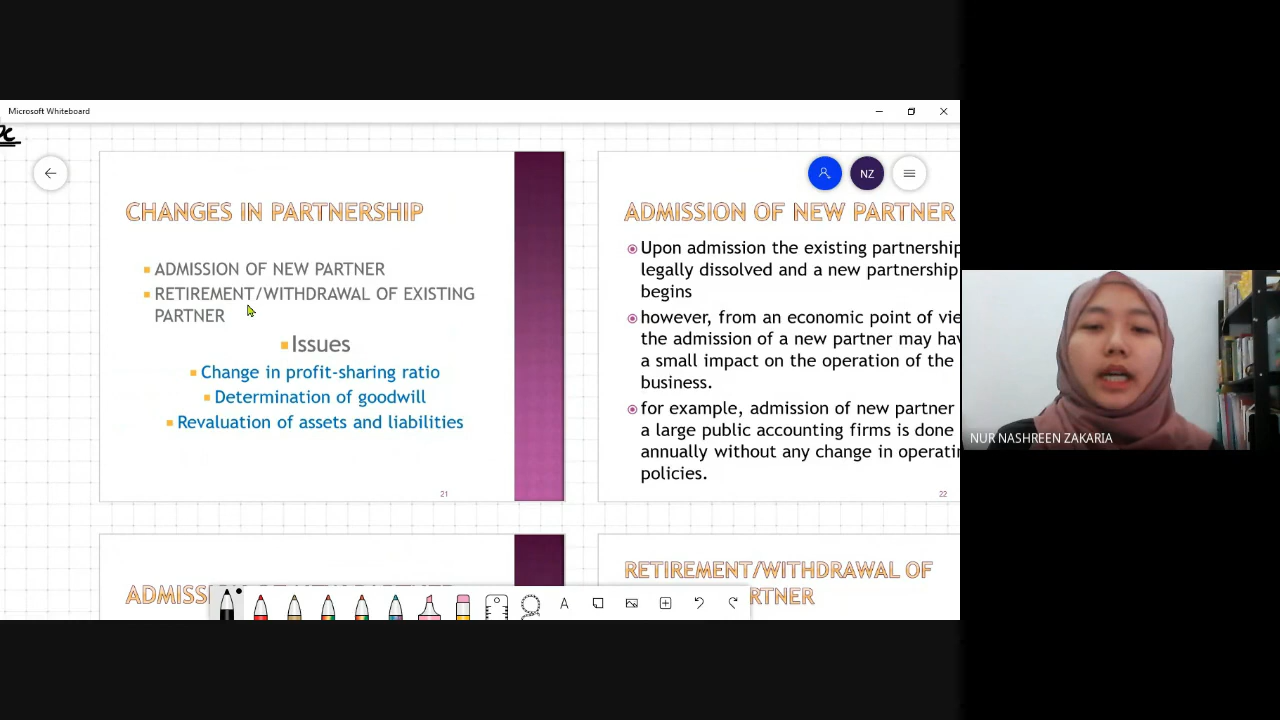 Microsoft Whiteboard
x
NZ
CHANGES IN PARTNERSHIP
ADMISSION OF NEW PARTNER
RETIREMENT/WITHDRAWAL OF EXISTING
PARTNER
Issues
Change in profit-sharing ratio
Determination of goodwill
Revaluation of assets and liabilities
21
ADMISSION OF NEW PARTNER
Upon admission the existing partnership
legally dissolved and a new partnership
begins
however, from an economic point of
the admission of a new partner may
a small impact on the operation of the
business.
for example, admission of new partner
a large public accounting firms is done
annually without any change in
policies.
22
RETIREMENT/WITHDRAWAL OF
A
NUR NASHREEN ZAKARIA